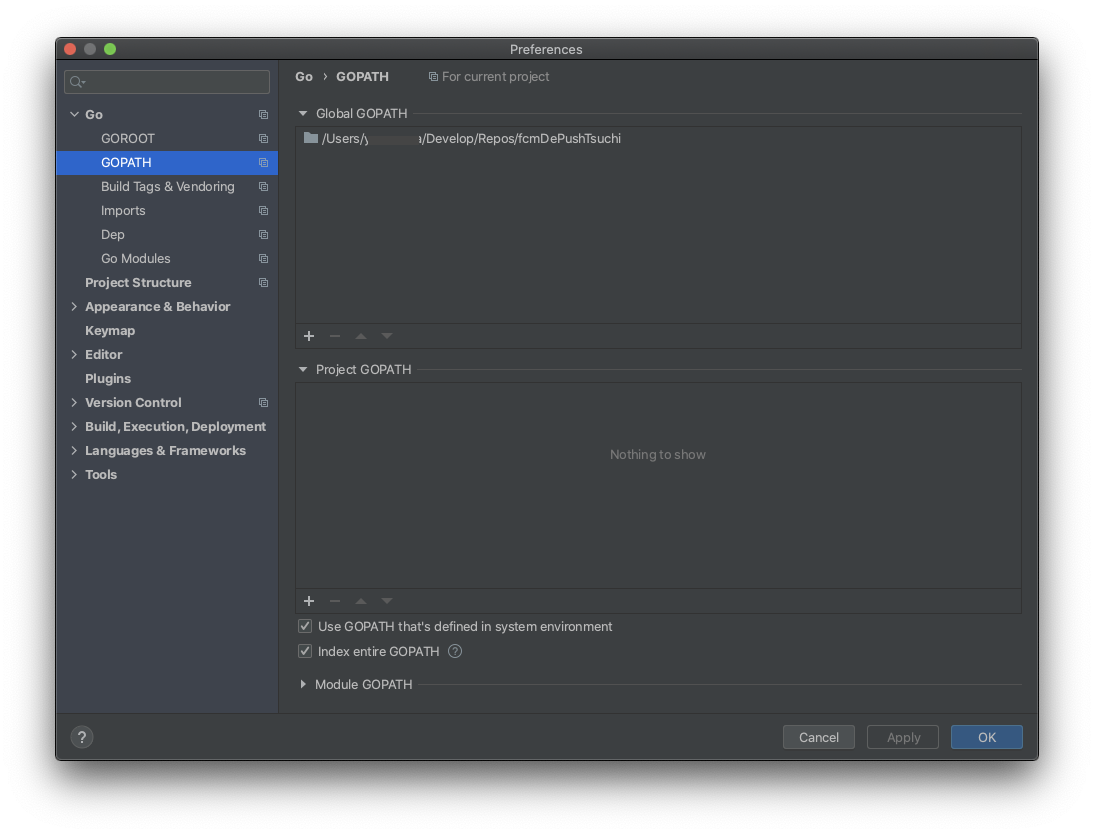 Preferences
Go
GOROOT
GOPATH
Build Tags & Vendoring
Imports
Dep
Go Modules
Project Structure
Appearance & Behavior
Keymap
Editor
Plugins
Version Control
Build, Execution, Deployment
Languages & Frameworks
Tools
Go › GOPATH For current project
Global GOPATH
/Users/y a/Develop/Repos/fcmDePushTsuchi
Project GOPATH
Nothing to show
Use GOPATH that's defined in system environment
Index entire GOPATH ?
Module GOPATH
? Cancel Apply OK